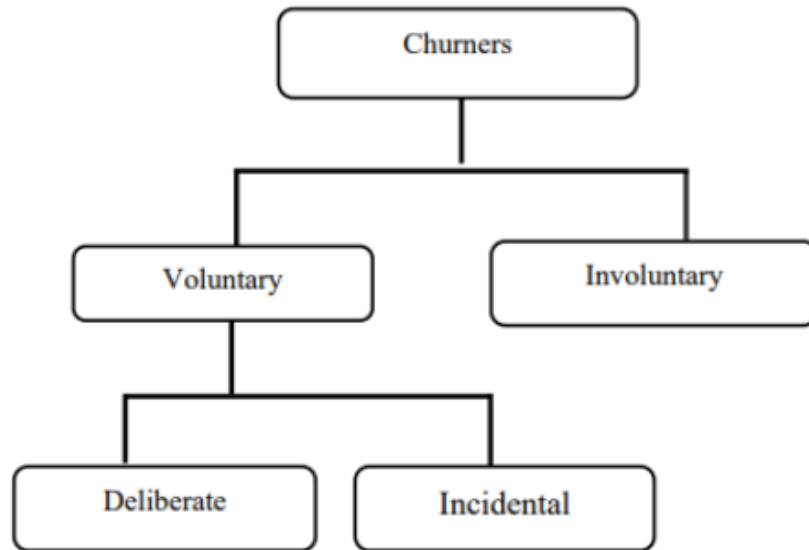 Churners
Voluntary
Involuntary
Deliberate
Incidental